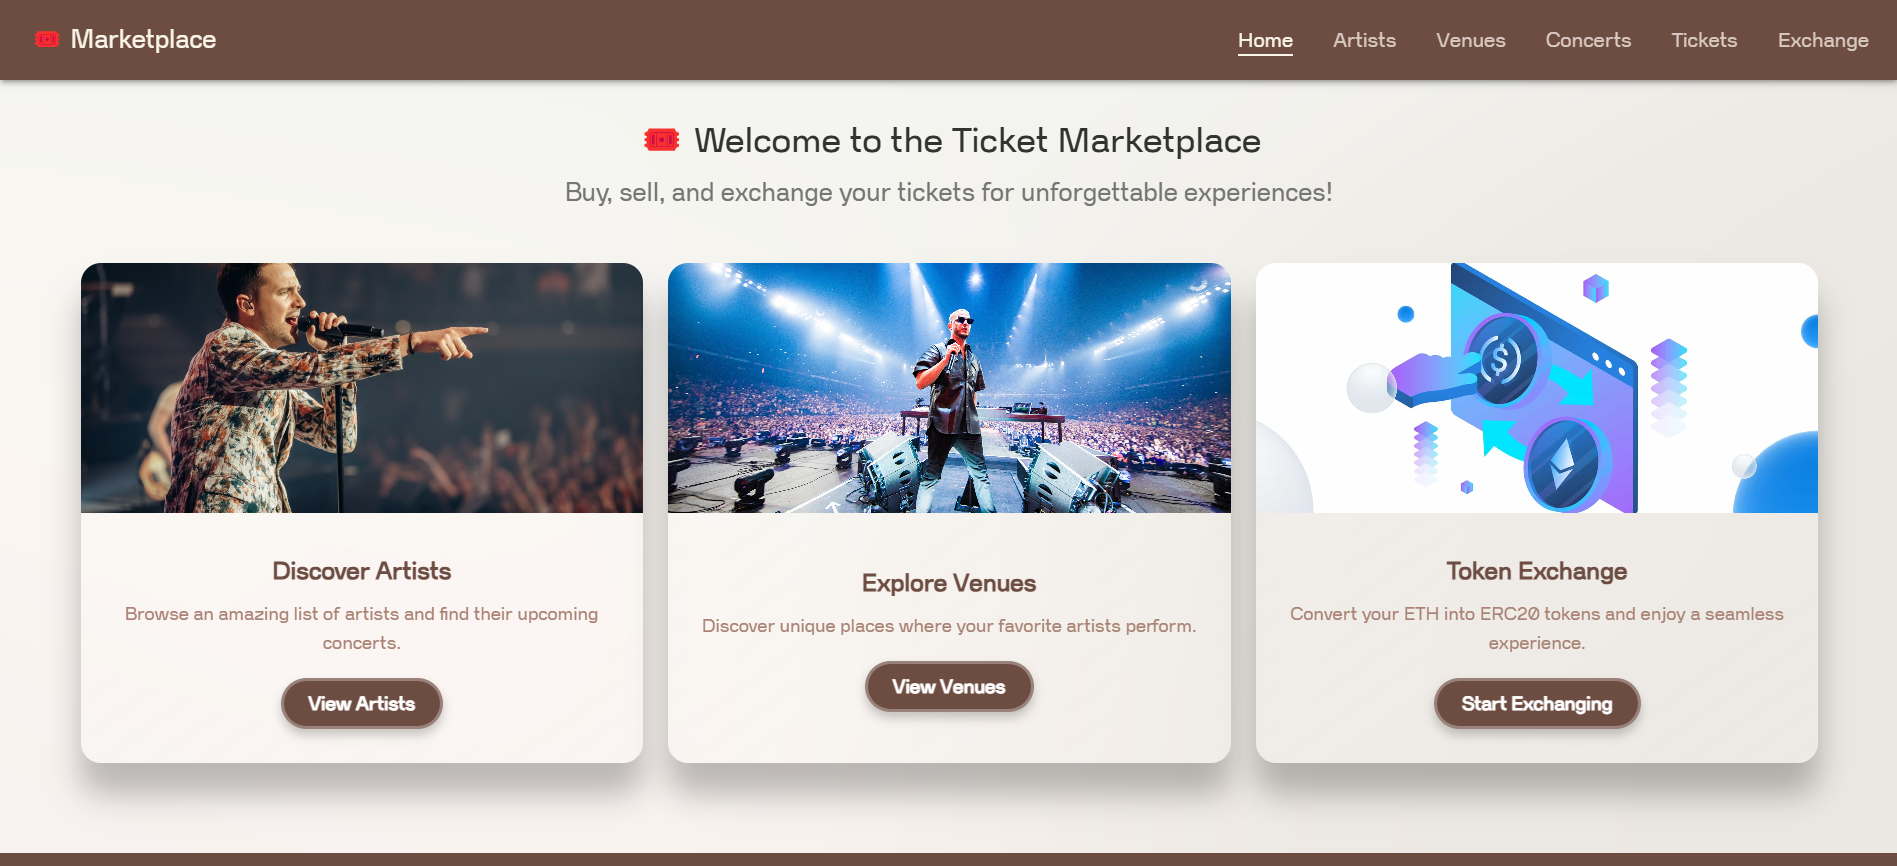 Marketplace
Home Artists Venues Concerts Tickets Exchange
Welcome to the Ticket Marketplace
Buy, sell, and exchange your tickets for unforgettable experiences!
Discover Artists
Browse an amazing list of artists and find their upcoming
concerts.
View Artists
Explore Venues
Discover unique places where your favorite artists perform.
View Venues
Token Exchange
Convert your ETH into ERC20 tokens and enjoy a seamless
experience.
Start Exchanging